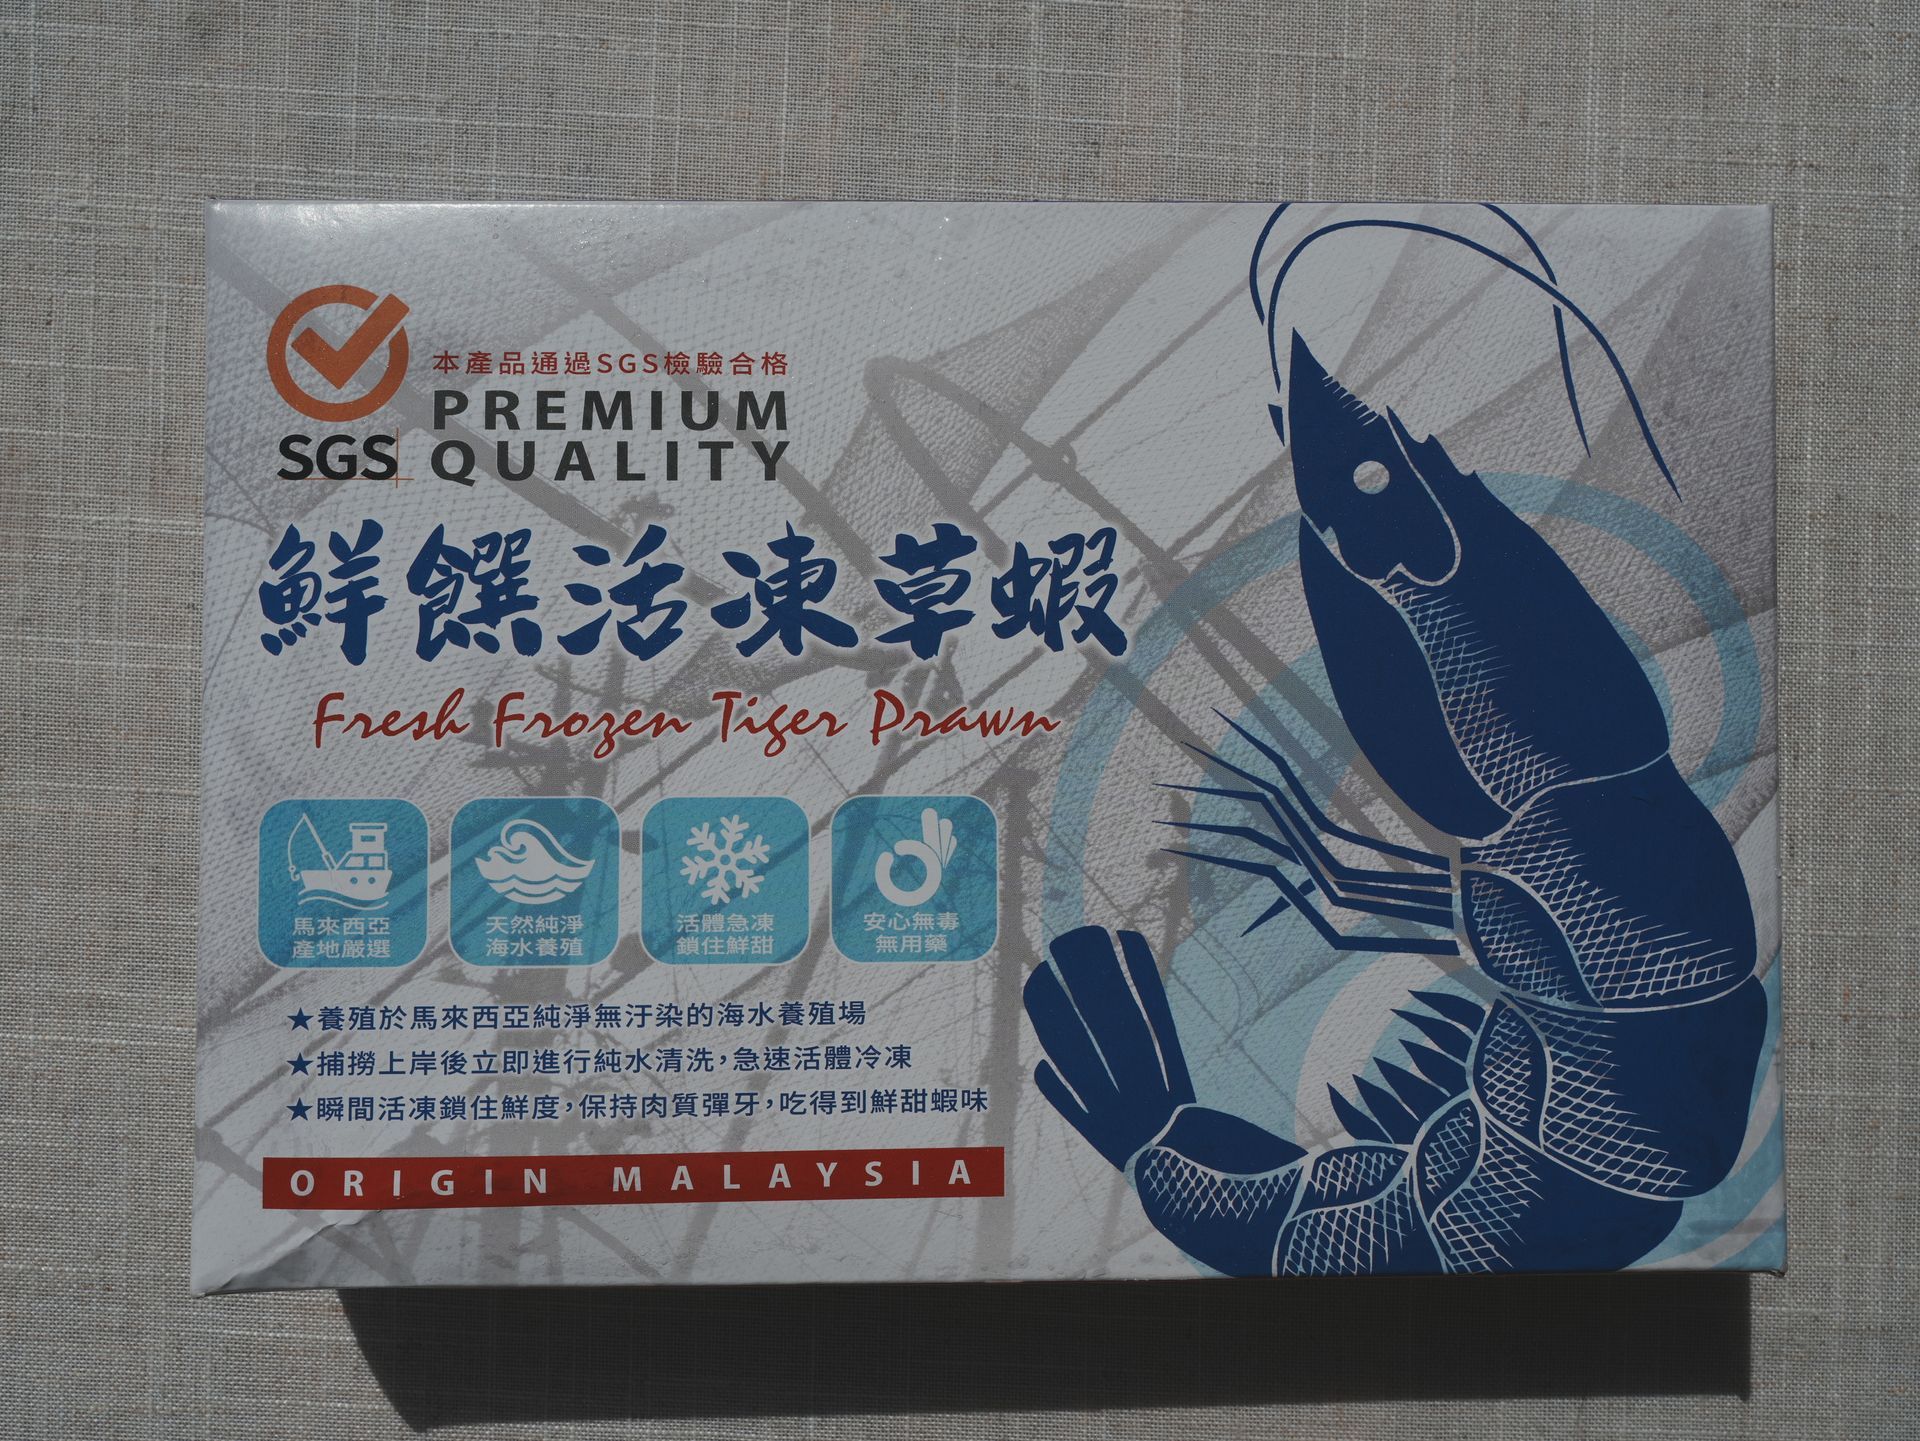 本產品通過SGS檢驗合格
PREMIUM
QUALITY
SGS
鮮饌活凍草蝦
Fresh Frozen Tiger Prawn
馬來西亞
產地嚴選
天然純淨
海水養殖
活體急凍
鎖住鮮甜
安心無毒
無用藥
★養殖於馬來西亞純淨無汙染的海水養殖場
★捕撈上岸後立即進行純水清洗,急速活體冷凍
★瞬間活凍鎖住鮮度,保持肉質彈牙,吃得到鮮甜蝦味
ORIGIN MALAYSIA